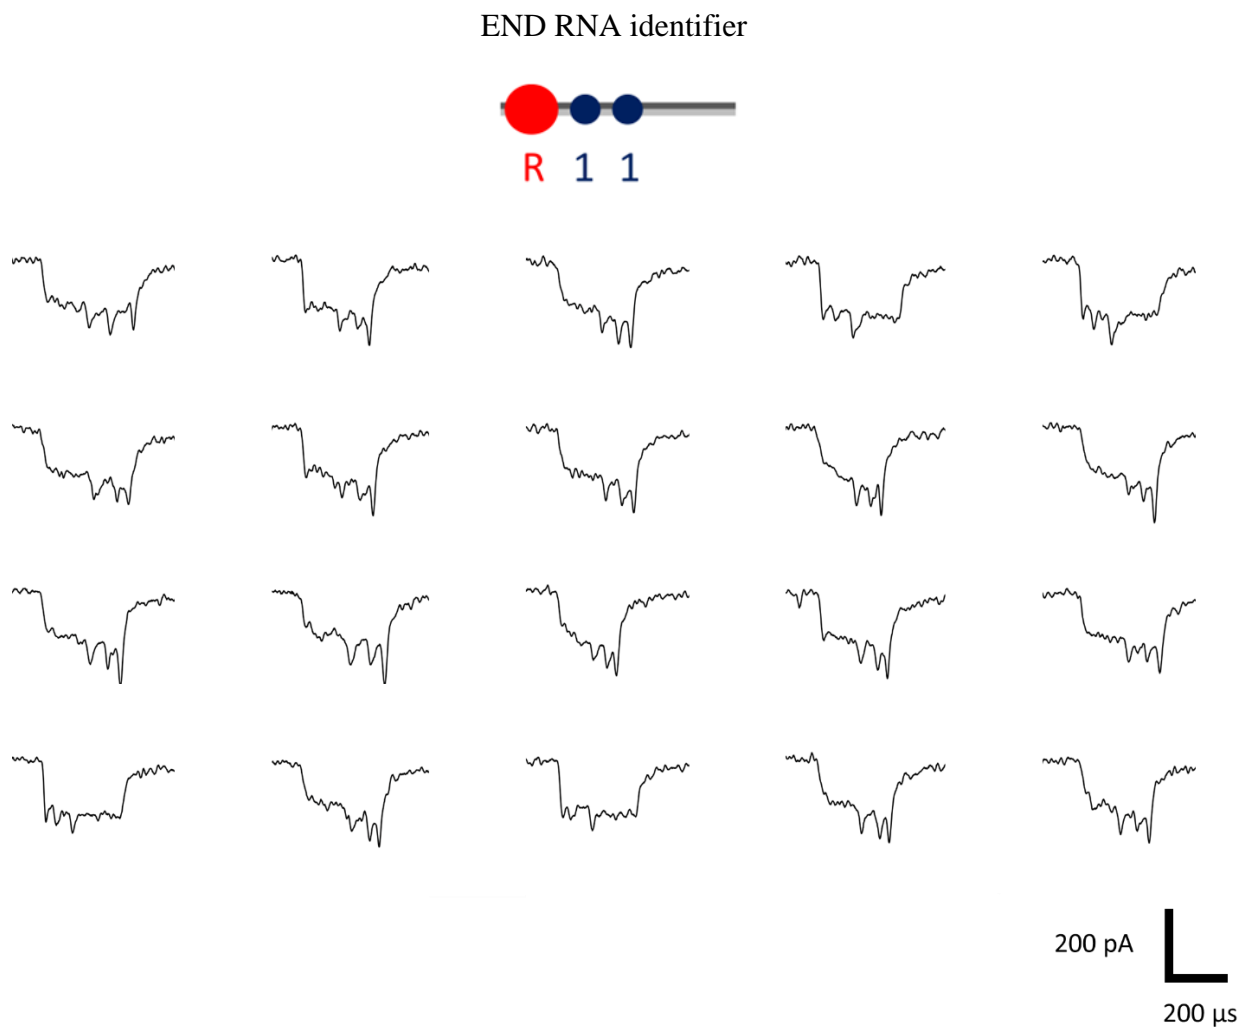 END RNA identifier
R 1 1
200 pA
200 μs